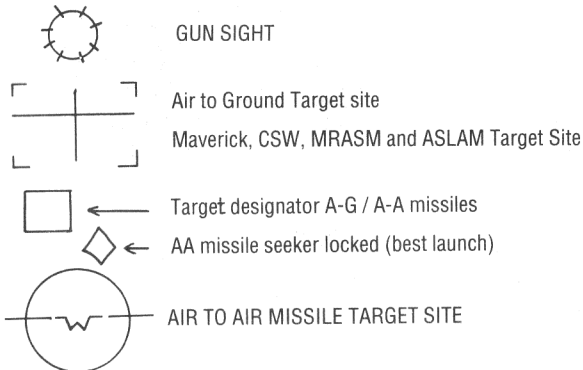 GUN SIGHT
Air to Ground Target site
Maverick, CSW, MRASM and ASLAM Target Site
Target designator A-G / A-A missiles
AA missile seeker locked (best launch)
AIR TO AIR MISSILE TARGET SITE